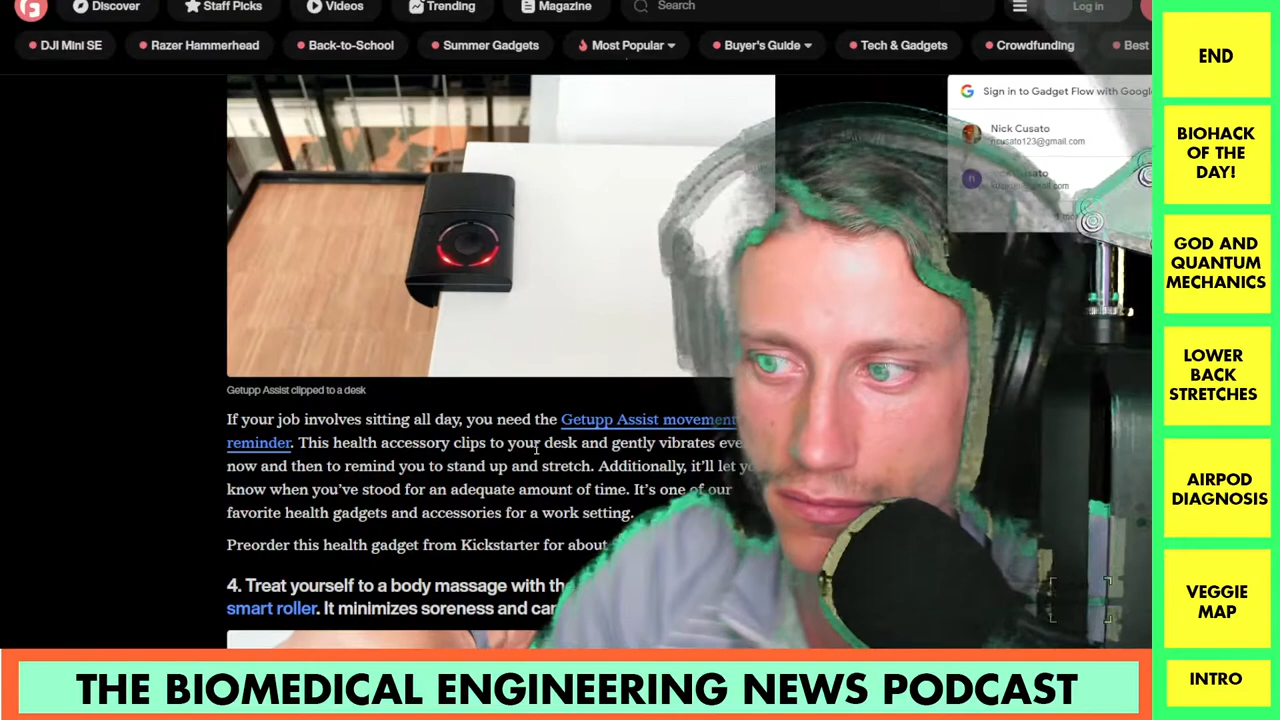 Discover
Staff Picks
Videos
Trending
Magazine
Search
Log in
DJI Mini SE
Razer Hammerhead
Back-to-School
Summer Gadgets
Most Popular
Buyer's Guide
Tech & Gadgets
Crowdfunding
Best
Sign in to Gadget Flow with Google
Nick Cusato
ncusato123@gmail.com
Getupp Assist clipped to a desk
If your job involves sitting all day, you need the Getupp Assist movement
reminder. This health accessory clips to your desk and gently vibrates
now and then to remind you to stand up and stretch. Additionally, it'll let
know when you've stood for an adequate amount of time. It's one of our
favorite health gadgets and accessories for a work setting.
Preorder this health gadget from Kickstarter for about
4. Treat yourself to a body massage with the
smart roller. It minimizes soreness and can
END
BIOHACK
OF THE
DAY!
GOD AND
QUANTUM
MECHANICS
LOWER
BACK
STRETCHES
AIRPOD
DIAGNOSIS
VEGGIE
MAP
INTRO
THE BIOMEDICAL ENGINEERING NEWS PODCAST